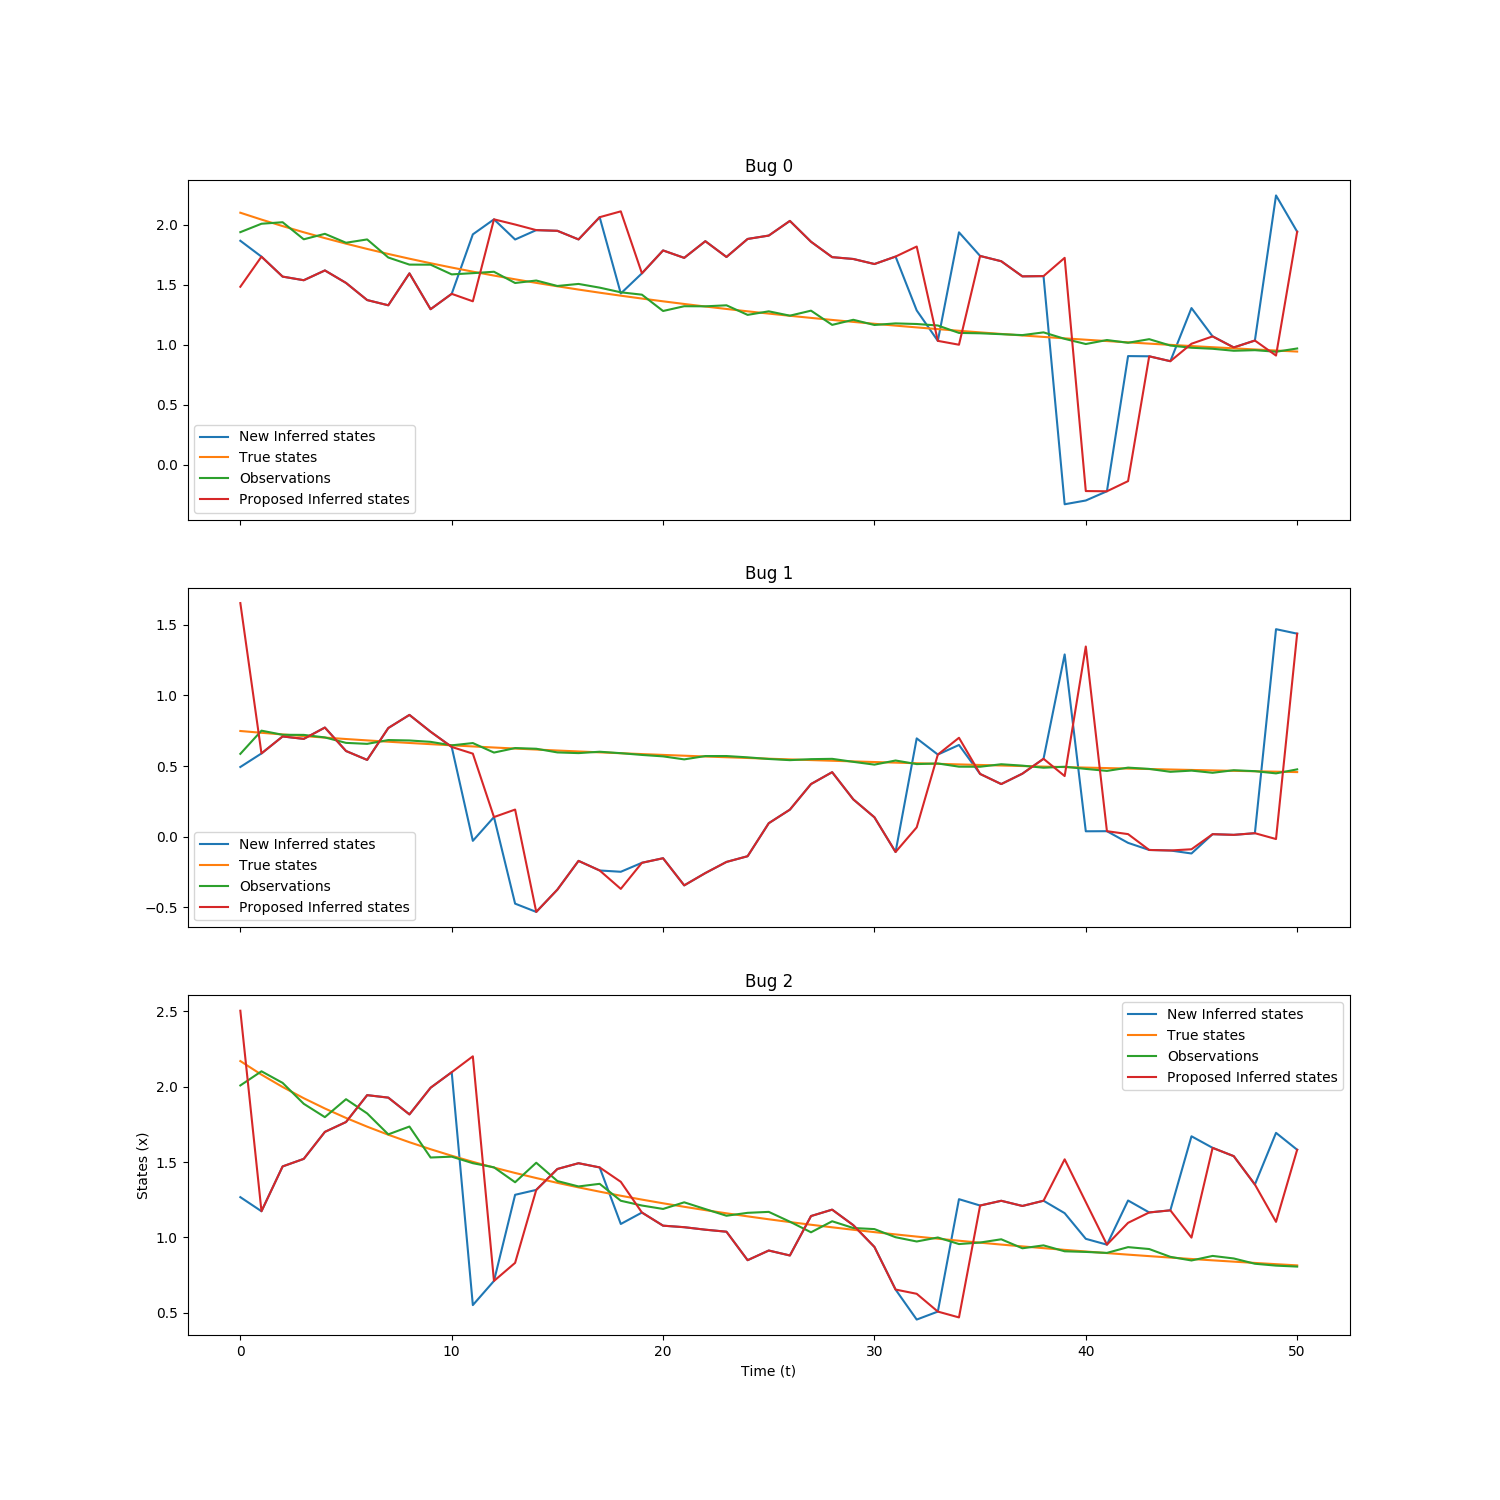 Bug 0
2.0
1.5
1.0
0.5
0.0
New Inferred states
True states
Observations
Proposed Inferred states
Bug 1
1.5
1.0
0.5
0.0
−0.5
New Inferred states
True states
Observations
Proposed Inferred states
Bug 2
2.5
2.0
1.5
1.0
0.5
States (x)
New Inferred states
True states
Observations
Proposed Inferred states
0 10 20 30 40 50
Time (t)